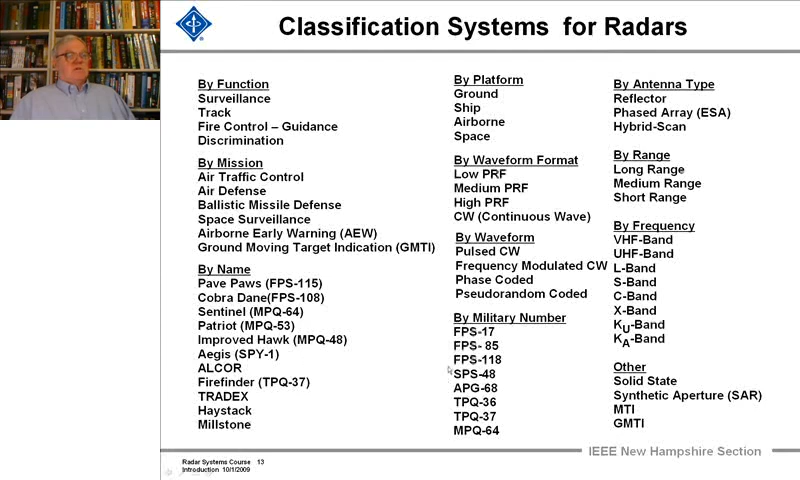 Classification Systems for Radars
By Function
Surveillance
Track
Fire Control – Guidance
Discrimination
By Mission
Air Traffic Control
Air Defense
Ballistic Missile Defense
Space Surveillance
Airborne Early Warning (AEW)
Ground Moving Target Indication (GMTI)
By Name
Pave Paws (FPS-115)
Cobra Dane(FPS-108)
Sentinel (MPQ-64)
Patriot (MPQ-53)
Improved Hawk (MPQ-48)
Aegis (SPY-1)
ALCOR
Firefinder (TPQ-37)
TRADEX
Haystack
Millstone
By Platform
Ground
Ship
Airborne
Space
By Waveform Format
Low PRF
Medium PRF
High PRF
CW (Continuous Wave)
By Waveform
Pulsed CW
Frequency Modulated CW
Phase Coded
Pseudorandom Coded
By Military Number
FPS-17
FPS- 85
FPS-118
SPS-48
APG-68
TPQ-36
TPQ-37
MPQ-64
By Antenna Type
Reflector
Phased Array (ESA)
Hybrid-Scan
By Range
Long Range
Medium Range
Short Range
By Frequency
VHF-Band
UHF-Band
L-Band
S-Band
C-Band
X-Band
KU-Band
KA-Band
Other
Solid State
Synthetic Aperture (SAR)
MTI
GMTI
IEEE New Hampshire Section
Radar Systems Course 13
Introduction 10/1/2009